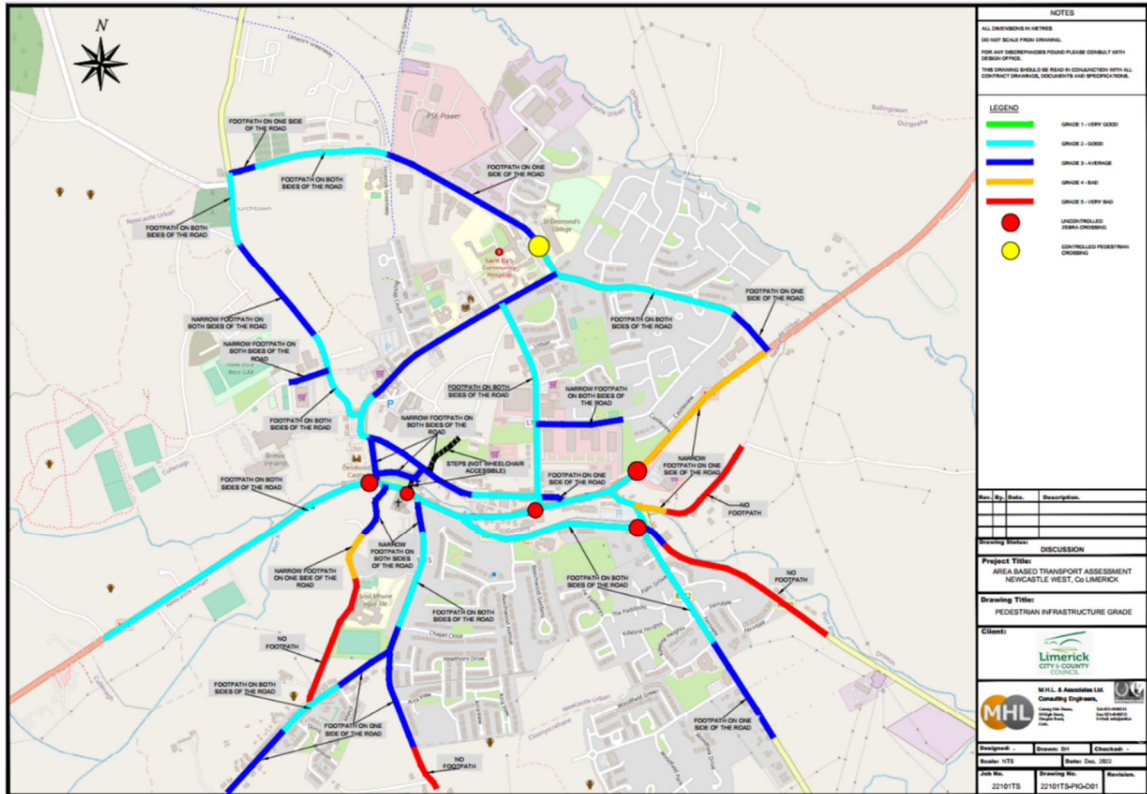 N
NOTES
ALL DIMENSIONS IN METRES
DO NOT SCALE FROM DRAWING.
FOR ANY DISCREPANCIES FOUND PLEASE CONSULT WITH
DESIGN OFFICE.
THIS DRAWING SHOULD BE READ IN CONJUNCTION WITH ALL
CONTRACT DRAWINGS, DOCUMENTS AND SPECIFICATIONS.
LEGEND
GRADE 1 - VERY GOOD
GRADE 2 - GOOD
GRADE 3 - AVERAGE
GRADE 4 - BAD
GRADE 5 - VERY BAD
UNCONTROLLED
ZEBRA CROSSING
CONTROLLED PEDESTRIAN
CROSSING
FOOTPATH ON ONE SIDE
OF THE ROAD
FOOTPATH ON BOTH
SIDES OF THE ROAD
FOOTPATH ON ONE
SIDE OF THE ROAD
FOOTPATH ON BOTH
SIDES OF THE ROAD
PSE Power
St Desmond's
College
Saint Ita's
Community
Hospital
FOOTPATH ON BOTH
SIDES OF THE ROAD
FOOTPATH ON ONE
SIDE OF THE ROAD
NARROW FOOTPATH ON
BOTH SIDES OF THE ROAD
NARROW FOOTPATH ON
BOTH SIDES OF THE
ROAD
FOOTPATH ON BOTH
SIDES OF THE ROAD
FOOTPATH ON BOTH
SIDES OF THE ROAD
NARROW FOOTPATH
ON BOTH SIDES OF
THE ROAD
NARROW FOOTPATH ON
BOTH SIDES OF THE
ROAD
STEPS (NOT WHEELCHAIR
ACCESSIBLE)
Desmond
Castle
FOOTPATH ON BOTH
SIDES OF THE ROAD
FOOTPATH ON ONE
SIDE OF THE ROAD
NARROW
FOOTPATH ON ONE
SIDE OF THE ROAD
NO
FOOTPATH
NARROW
FOOTPATH ON
BOTH SIDES
OF THE ROAD
NARROW FOOTPATH
ON ONE SIDE OF THE
ROAD
FOOTPATH ON BOTH
SIDES OF THE ROAD
NO
FOOTPATH
FOOTPATH ON BOTH
SIDES OF THE ROAD
Chapel Close
Hawthorn Drive
NO
FOOTPATH
FOOTPATH ON BOTH
SIDES OF THE ROAD
FOOTPATH ON ONE
SIDE OF THE ROAD
FOOTPATH ON ONE
SIDE OF THE ROAD
NO
FOOTPATH
Rev. By. Date. Description.
Drawing Status:
DISCUSSION
Project Title:
AREA BASED TRANSPORT ASSESSMENT
NEWCASTLE WEST, Co LIMERICK
Drawing Title:
PEDESTRIAN INFRASTRUCTURE GRADE
Client:
Limerick
CITY & COUNTY
COUNCIL
MHL
M.H.L. & Associates Ltd.
Consulting Engineers,
Designed: . Drawn: SH Checked: -
Scale: NTS Date: Dec, 2022
Job No. Drawing No. Revision.
22101TS 22101TS-PIG-D01